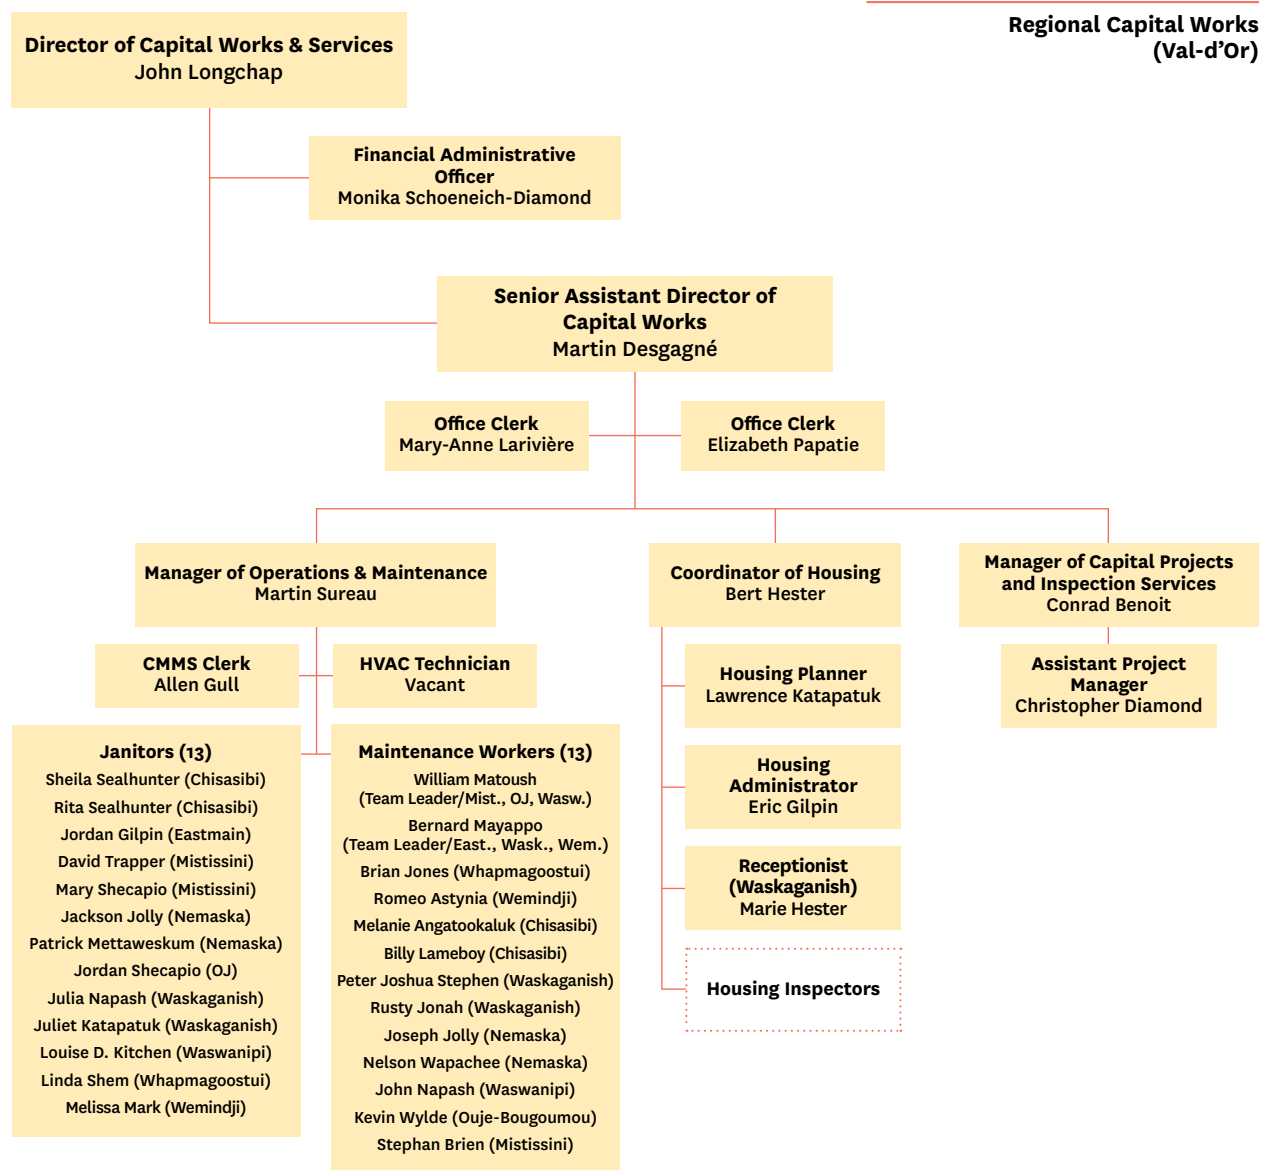 Regional Capital Works
(Val-d’Or)
Director of Capital Works & Services
John Longchap
Financial Administrative
Officer
Monika Schoeneich-Diamond
Senior Assistant Director of
Capital Works
Martin Desgagné
Office Clerk
Mary-Anne Larivière
Office Clerk
Elizabeth Papatie
Manager of Operations & Maintenance
Martin Sureau
CMMS Clerk
Allen Gull
HVAC Technician
Vacant
Janitors (13)
Sheila Sealhunter (Chisasibi)
Rita Sealhunter (Chisasibi)
Jordan Gilpin (Eastmain)
David Trapper (Mistissini)
Mary Shecapio (Mistissini)
Jackson Jolly (Nemaska)
Patrick Mettaweskum (Nemaska)
Jordan Shecapio (OJ)
Julia Napash (Waskaganish)
Juliet Katapatuk (Waskaganish)
Louise D. Kitchen (Waswanipi)
Linda Shem (Whapmagoostui)
Melissa Mark (Wemindji)
Maintenance Workers (13)
William Matoush
(Team Leader/Mist., OJ, Wasw.)
Bernard Mayappo
(Team Leader/East., Wask., Wem.)
Brian Jones (Whapmagoostui)
Romeo Astynia (Wemindji)
Melanie Angatookaluk (Chisasibi)
Billy Lameboy (Chisasibi)
Peter Joshua Stephen (Waskaganish)
Rusty Jonah (Waskaganish)
Joseph Jolly (Nemaska)
Nelson Wapachee (Nemaska)
John Napash (Waswanipi)
Kevin Wylde (Ouje-Bougoumou)
Stephan Brien (Mistissini)
Coordinator of Housing
Bert Hester
Housing Planner
Lawrence Katapatuk
Housing
Administrator
Eric Gilpin
Receptionist
(Waskaganish)
Marie Hester
Housing Inspectors
Manager of Capital Projects
and Inspection Services
Conrad Benoit
Assistant Project
Manager
Christopher Diamond